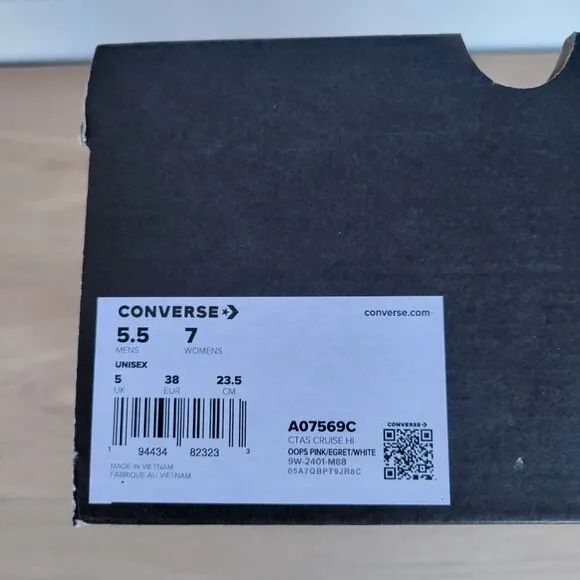 CONVERSE
converse.com
5.5 7
MENS WOMENS
UNISEX
5 38 23.5
UK EUR CM
1 94434 82323 3
MADE IN VIETNAM
FABRIQUE AU VIETNAM
A07569C
CTAS CRUISE HI
OOPS PINK/EGRET/WHITE
9W-2401-M88
05A7QBPT9JR8C
CONVERSE